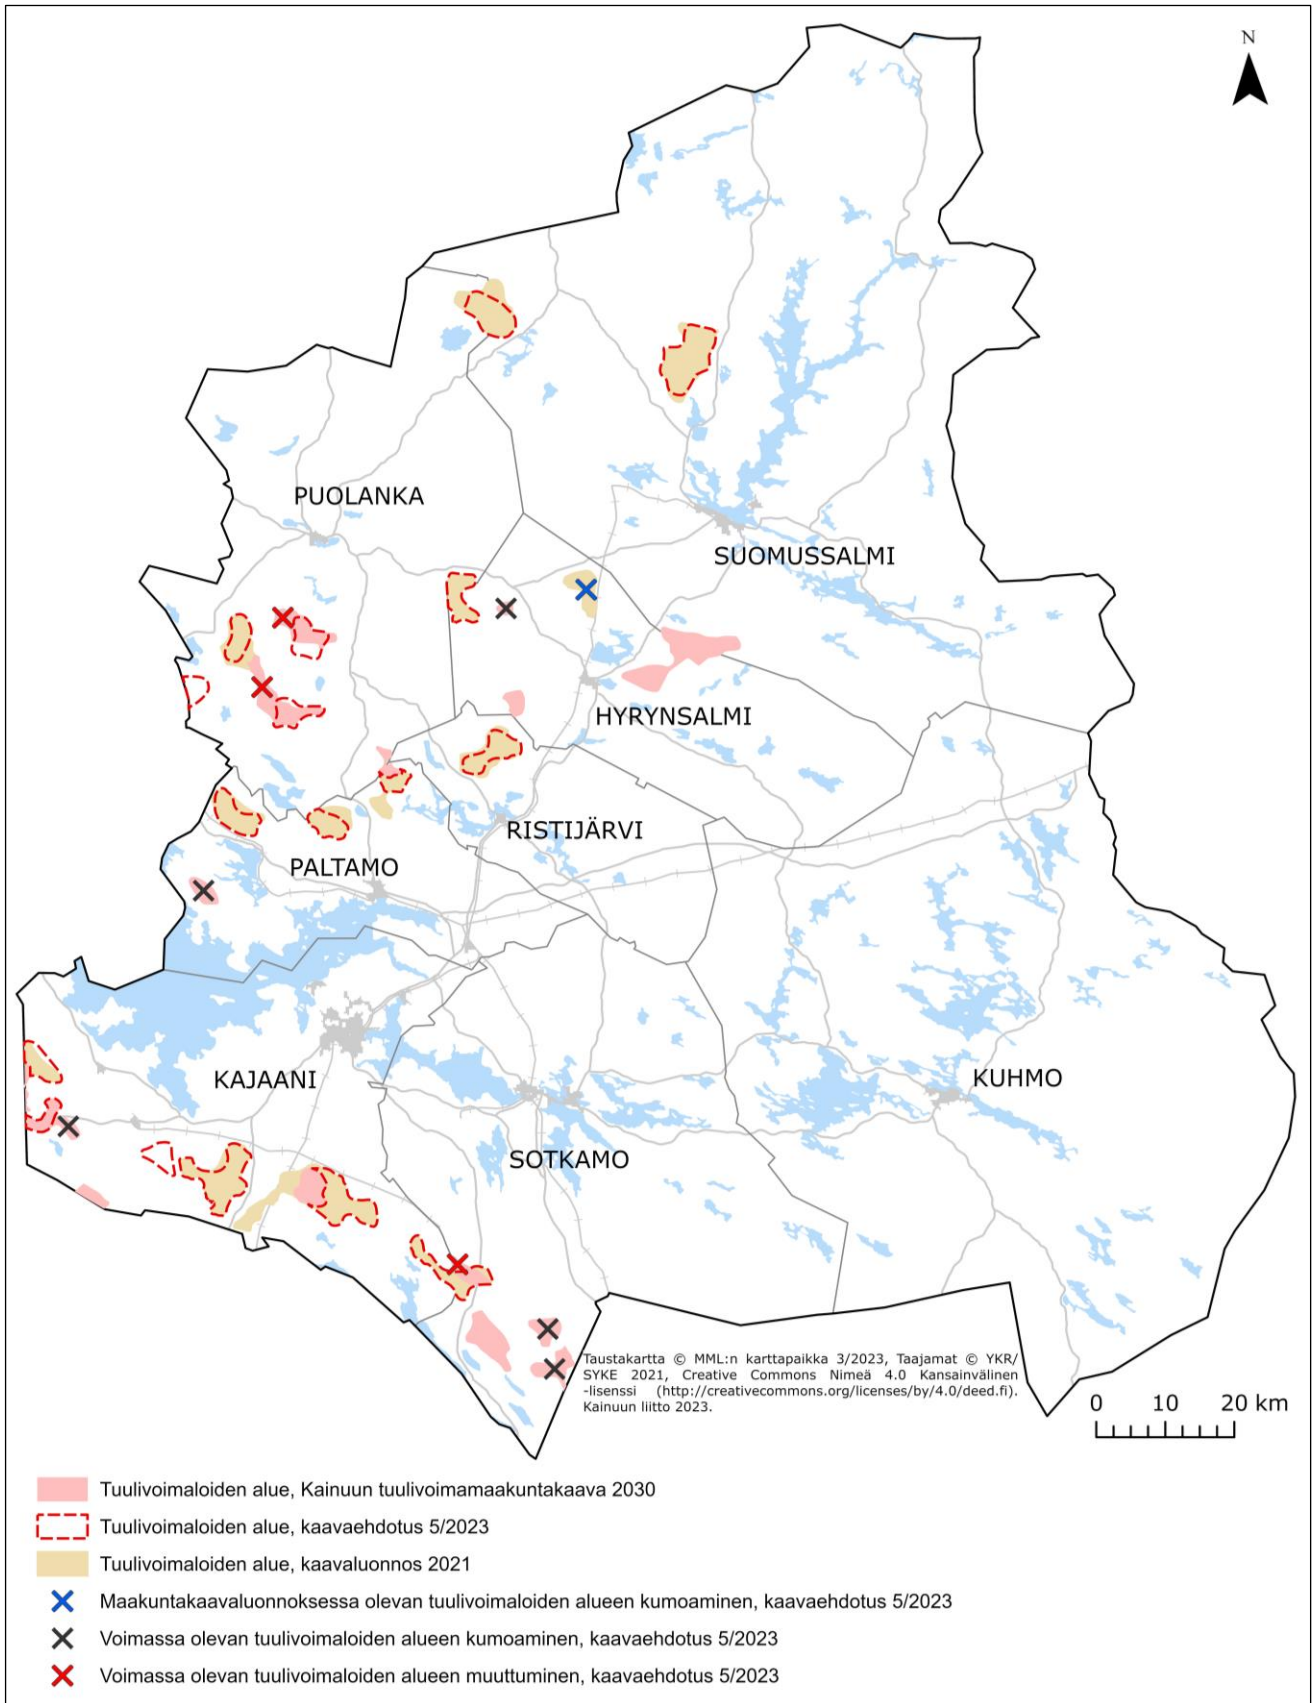 N
PUOLANKA
SUOMUSSALMI
HYRYNSALMI
RISTIJÄRVI
PALTAMO
KAJAANI
KUHMO
SOTKAMO
Taustakartta © MML:n karttapaikka 3/2023, Taajamat © YKR/
SYKE 2021, Creative Commons Nimeä 4.0 Kansainvälinen
-lisenssi (http://creativecommons.org/licenses/by/4.0/deed.fi).
Kainuun liitto 2023.
0 10 20 km
Tuulivoimaloiden alue, Kainuun tuulivoimamaakuntakaava 2030
Tuulivoimaloiden alue, kaavaehdotus 5/2023
Tuulivoimaloiden alue, kaavaluonnos 2021
Maakuntakaavaluonnoksessa olevan tuulivoimaloiden alueen kumoaminen, kaavaehdotus 5/2023
Voimassa olevan tuulivoimaloiden alueen kumoaminen, kaavaehdotus 5/2023
Voimassa olevan tuulivoimaloiden alueen muuttuminen, kaavaehdotus 5/2023